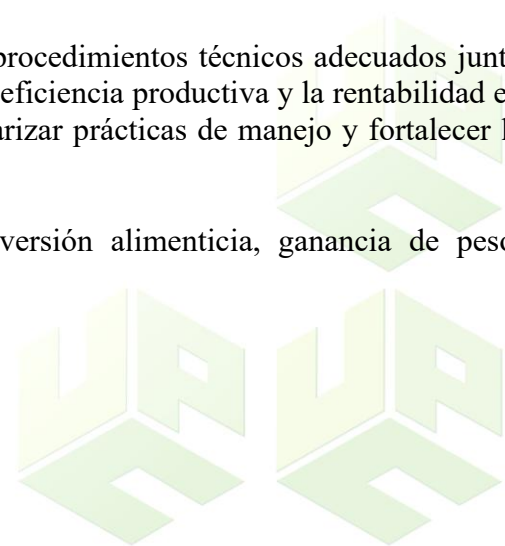 procedimientos técnicos adecuados junt
eficiencia productiva y la rentabilidad e
arizar prácticas de manejo y fortalecer l
versión alimenticia, ganancia de peso